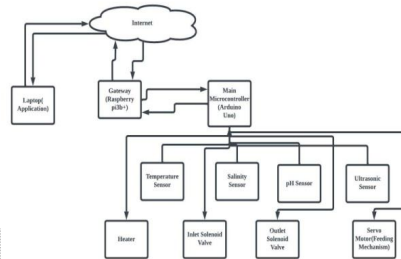 Internet
Laptop(
Application)
Gateway
(Raspberry
pi3b+)
Main
Microcontroller
(Arduino
Uno)
Temperature
Sensor
Salinity
Sensor
pH Sensor
Ultrasonic
Sensor
Heater
Inlet Solenoid
Valve
Outlet
Solenoid
Valve
Servo
Motor(Feeding
Mechanism)